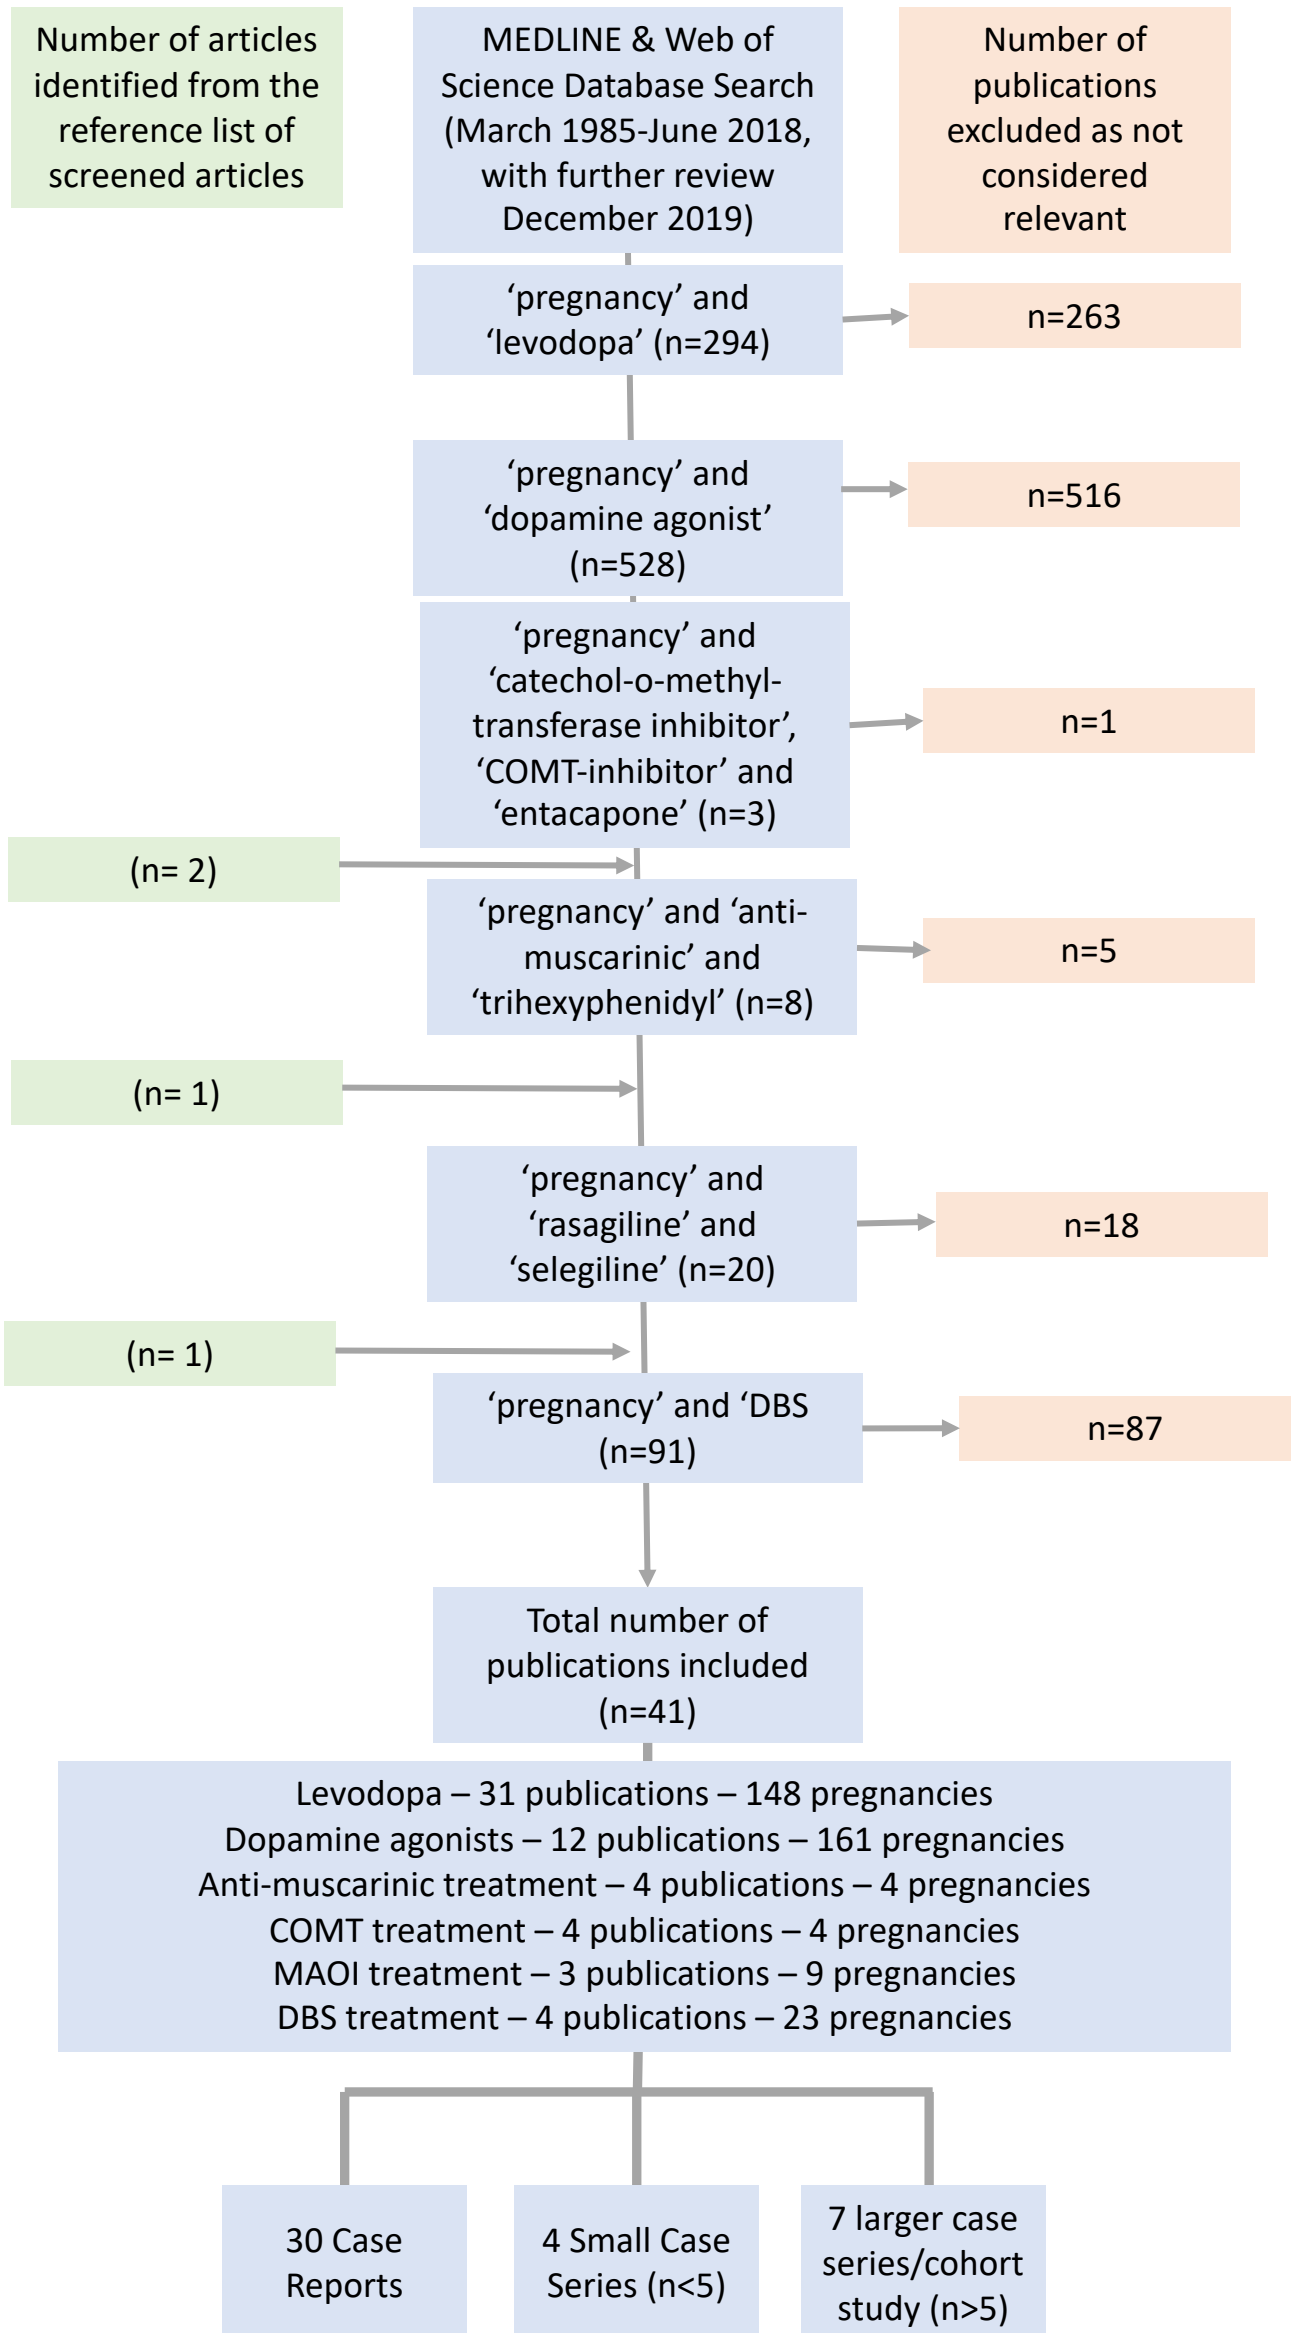 Number of articles
identified from the
reference list of
screened articles
MEDLINE & Web of
Science Database Search
(March 1985-June 2018,
with further review
December 2019)
Number of
publications
excluded as not
considered
relevant
‘pregnancy’ and
‘levodopa’ (n=294)
n=263
‘pregnancy’ and
‘dopamine agonist’
(n=528)
n=516
‘pregnancy’ and
‘catechol-o-methyl-
transferase inhibitor’,
‘COMT-inhibitor’ and
‘entacapone’ (n=3)
n=1
(n= 2)
‘pregnancy’ and ‘anti-
muscarinic’ and
‘trihexyphenidyl’ (n=8)
n=5
(n= 1)
‘pregnancy’ and
‘rasagiline’ and
‘selegiline’ (n=20)
n=18
(n= 1)
‘pregnancy’ and ‘DBS
(n=91)
n=87
Total number of
publications included
(n=41)
Levodopa – 31 publications – 148 pregnancies
Dopamine agonists – 12 publications – 161 pregnancies
Anti-muscarinic treatment – 4 publications – 4 pregnancies
COMT treatment – 4 publications – 4 pregnancies
MAOI treatment – 3 publications – 9 pregnancies
DBS treatment – 4 publications – 23 pregnancies
30 Case
Reports
4 Small Case
Series (n<5)
7 larger case
series/cohort
study (n>5)